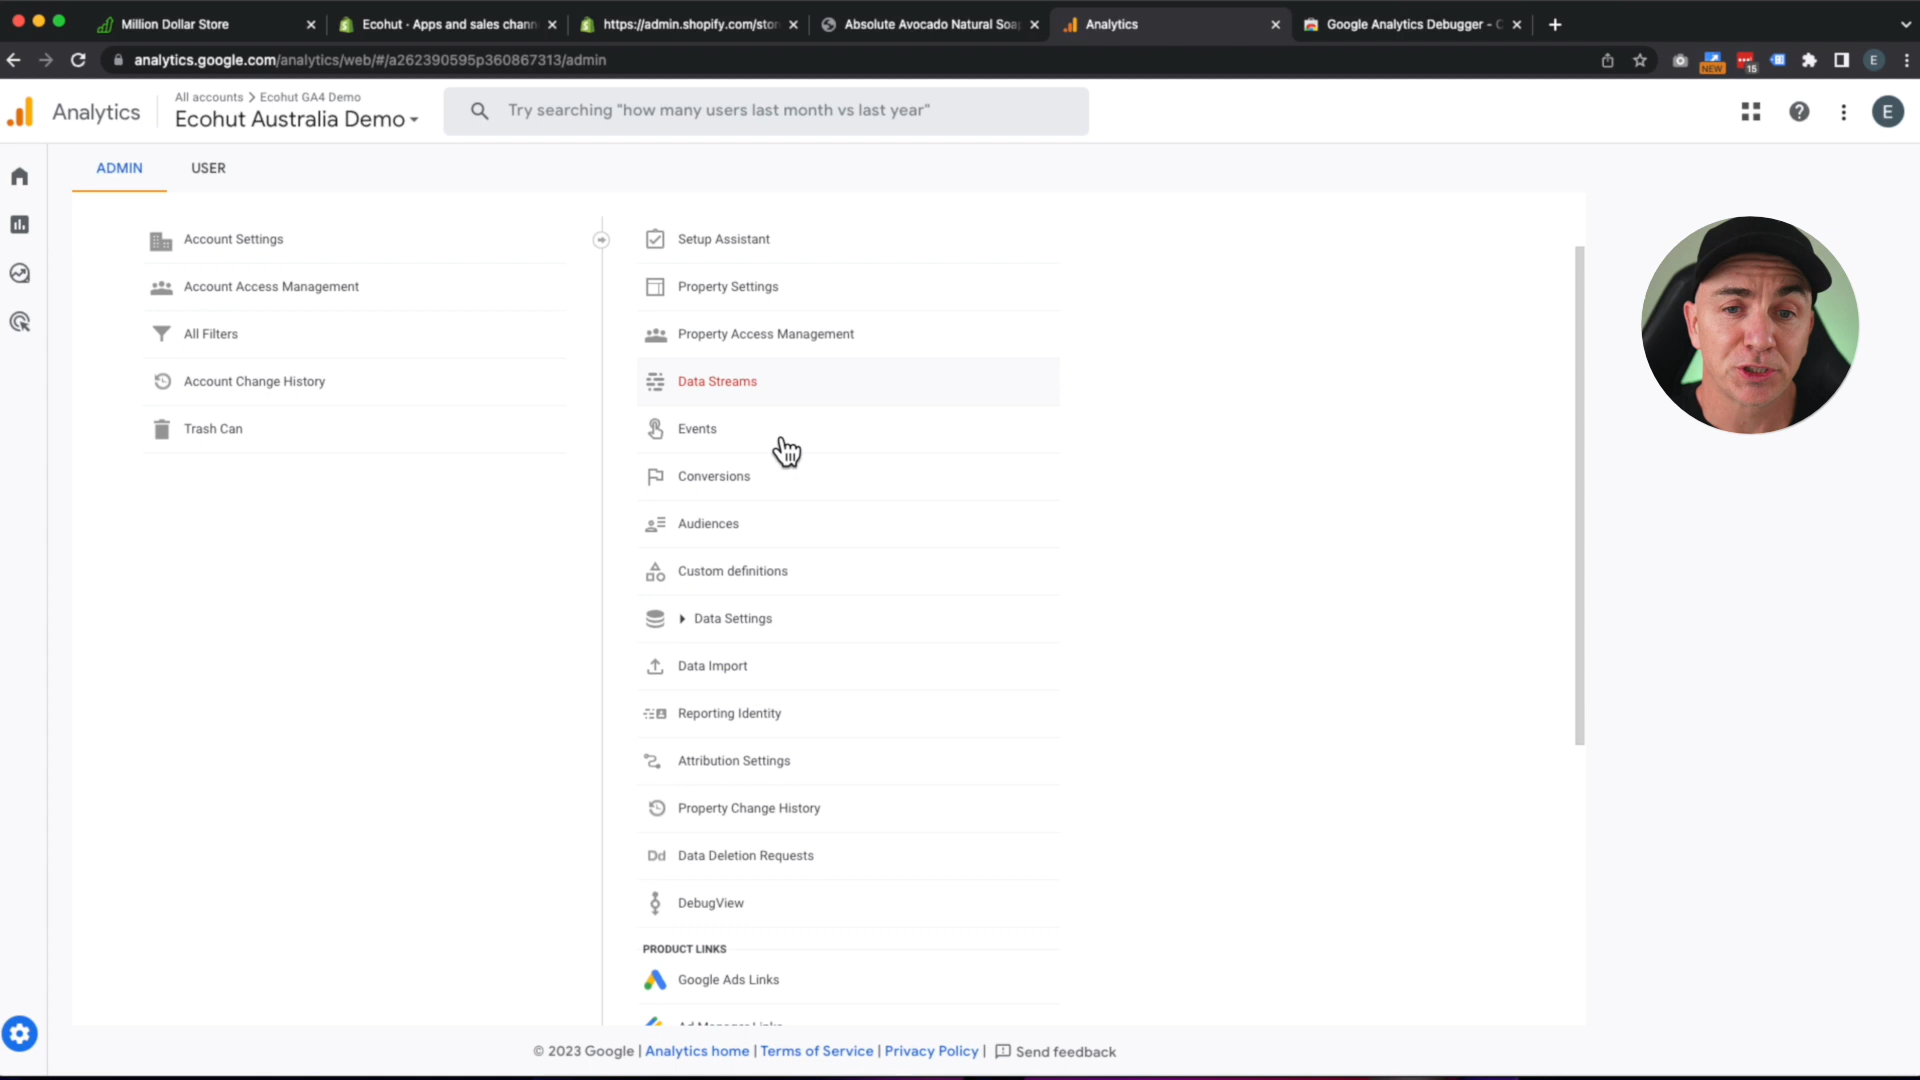 Million Dollar Store
Ecohut · Apps and sales chann
https://admin.shopify.com/stor
Absolute Avocado Natural Soap
Analytics
Google Analytics Debugger - C
analytics.google.com/analytics/web/#/a262390595p360867313/admin
NEW
15
E
Analytics
All accounts > Ecohut GA4 Demo
Ecohut Australia Demo
Try searching "how many users last month vs last year"
E
ADMIN
USER
Account Settings
Account Access Management
All Filters
Account Change History
Trash Can
Setup Assistant
Property Settings
Property Access Management
Data Streams
Events
Conversions
Audiences
Custom definitions
Data Settings
Data Import
Reporting Identity
Attribution Settings
Property Change History
Dd Data Deletion Requests
DebugView
PRODUCT LINKS
Google Ads Links
Ad Manager Links
© 2023 Google | Analytics home | Terms of Service | Privacy Policy | Send feedback